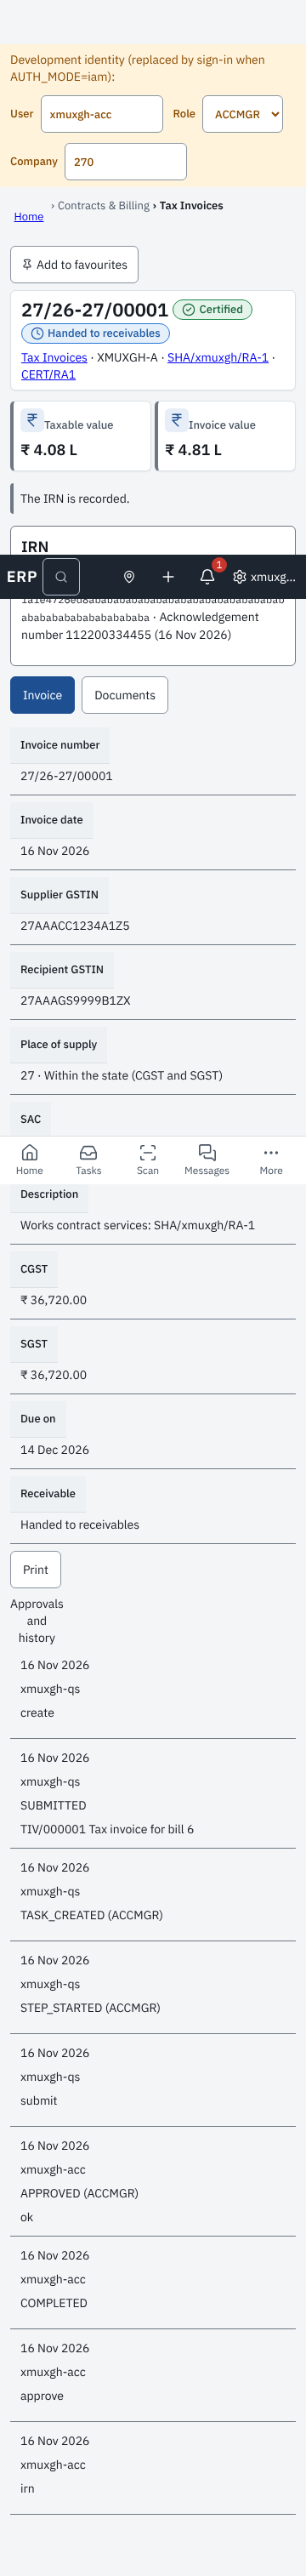 Development identity (replaced by sign-in when
AUTH_MODE=iam):
User xmuxgh-acc Role ACCMGR
Company 270
Home › Contracts & Billing › Tax Invoices
Add to favourites
27/26-27/00001 Certified
Handed to receivables
Tax Invoices · XMUXGH-A · SHA/xmuxgh/RA-1 ·
CERT/RA1
₹ Taxable value
₹ 4.08 L
₹ Invoice value
₹ 4.81 L
The IRN is recorded.
IRN
ERP
1
xmuxg...
· Acknowledgement
number 112200334455 (16 Nov 2026)
Invoice
Documents
Invoice number
27/26-27/00001
Invoice date
16 Nov 2026
Supplier GSTIN
27AAACC1234A1Z5
Recipient GSTIN
27AAAGS9999B1ZX
Place of supply
27 · Within the state (CGST and SGST)
SAC
Home
Tasks
Scan
Messages
More
Description
Works contract services: SHA/xmuxgh/RA-1
CGST
₹ 36,720.00
SGST
₹ 36,720.00
Due on
14 Dec 2026
Receivable
Handed to receivables
Print
Approvals
and
history
16 Nov 2026
xmuxgh-qs
create
16 Nov 2026
xmuxgh-qs
SUBMITTED
TIV/000001 Tax invoice for bill 6
16 Nov 2026
xmuxgh-qs
TASK_CREATED (ACCMGR)
16 Nov 2026
xmuxgh-qs
STEP_STARTED (ACCMGR)
16 Nov 2026
xmuxgh-qs
submit
16 Nov 2026
xmuxgh-acc
APPROVED (ACCMGR)
ok
16 Nov 2026
xmuxgh-acc
COMPLETED
16 Nov 2026
xmuxgh-acc
approve
16 Nov 2026
xmuxgh-acc
irn